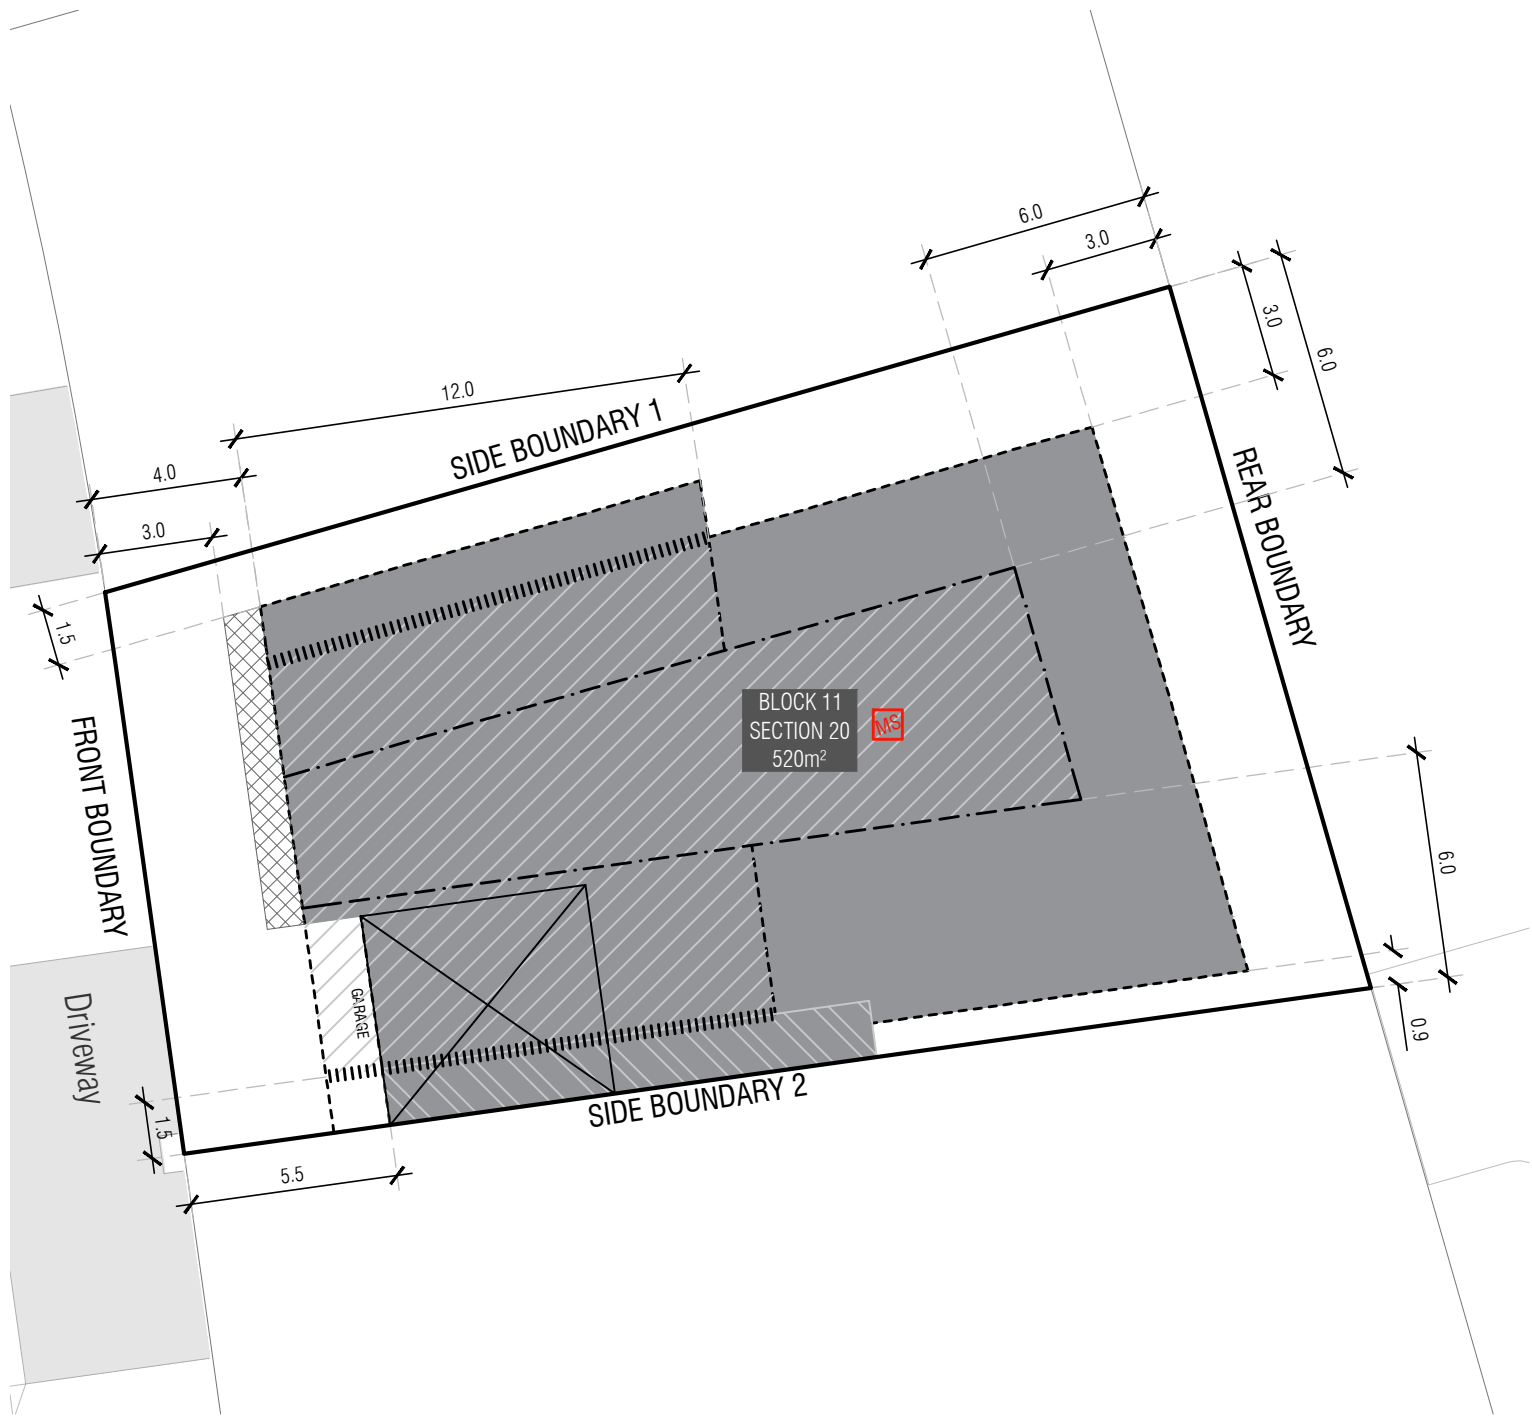 6.0
3.0
3.0
6.0
12.0
SIDE BOUNDARY 1
4.0
3.0
1.5
REAR BOUNDARY
FRONT BOUNDARY
BLOCK 11
SECTION 20
520m²
MS
6.0
0.9
GARAGE
Driveway
1.5
SIDE BOUNDARY 2
5.5